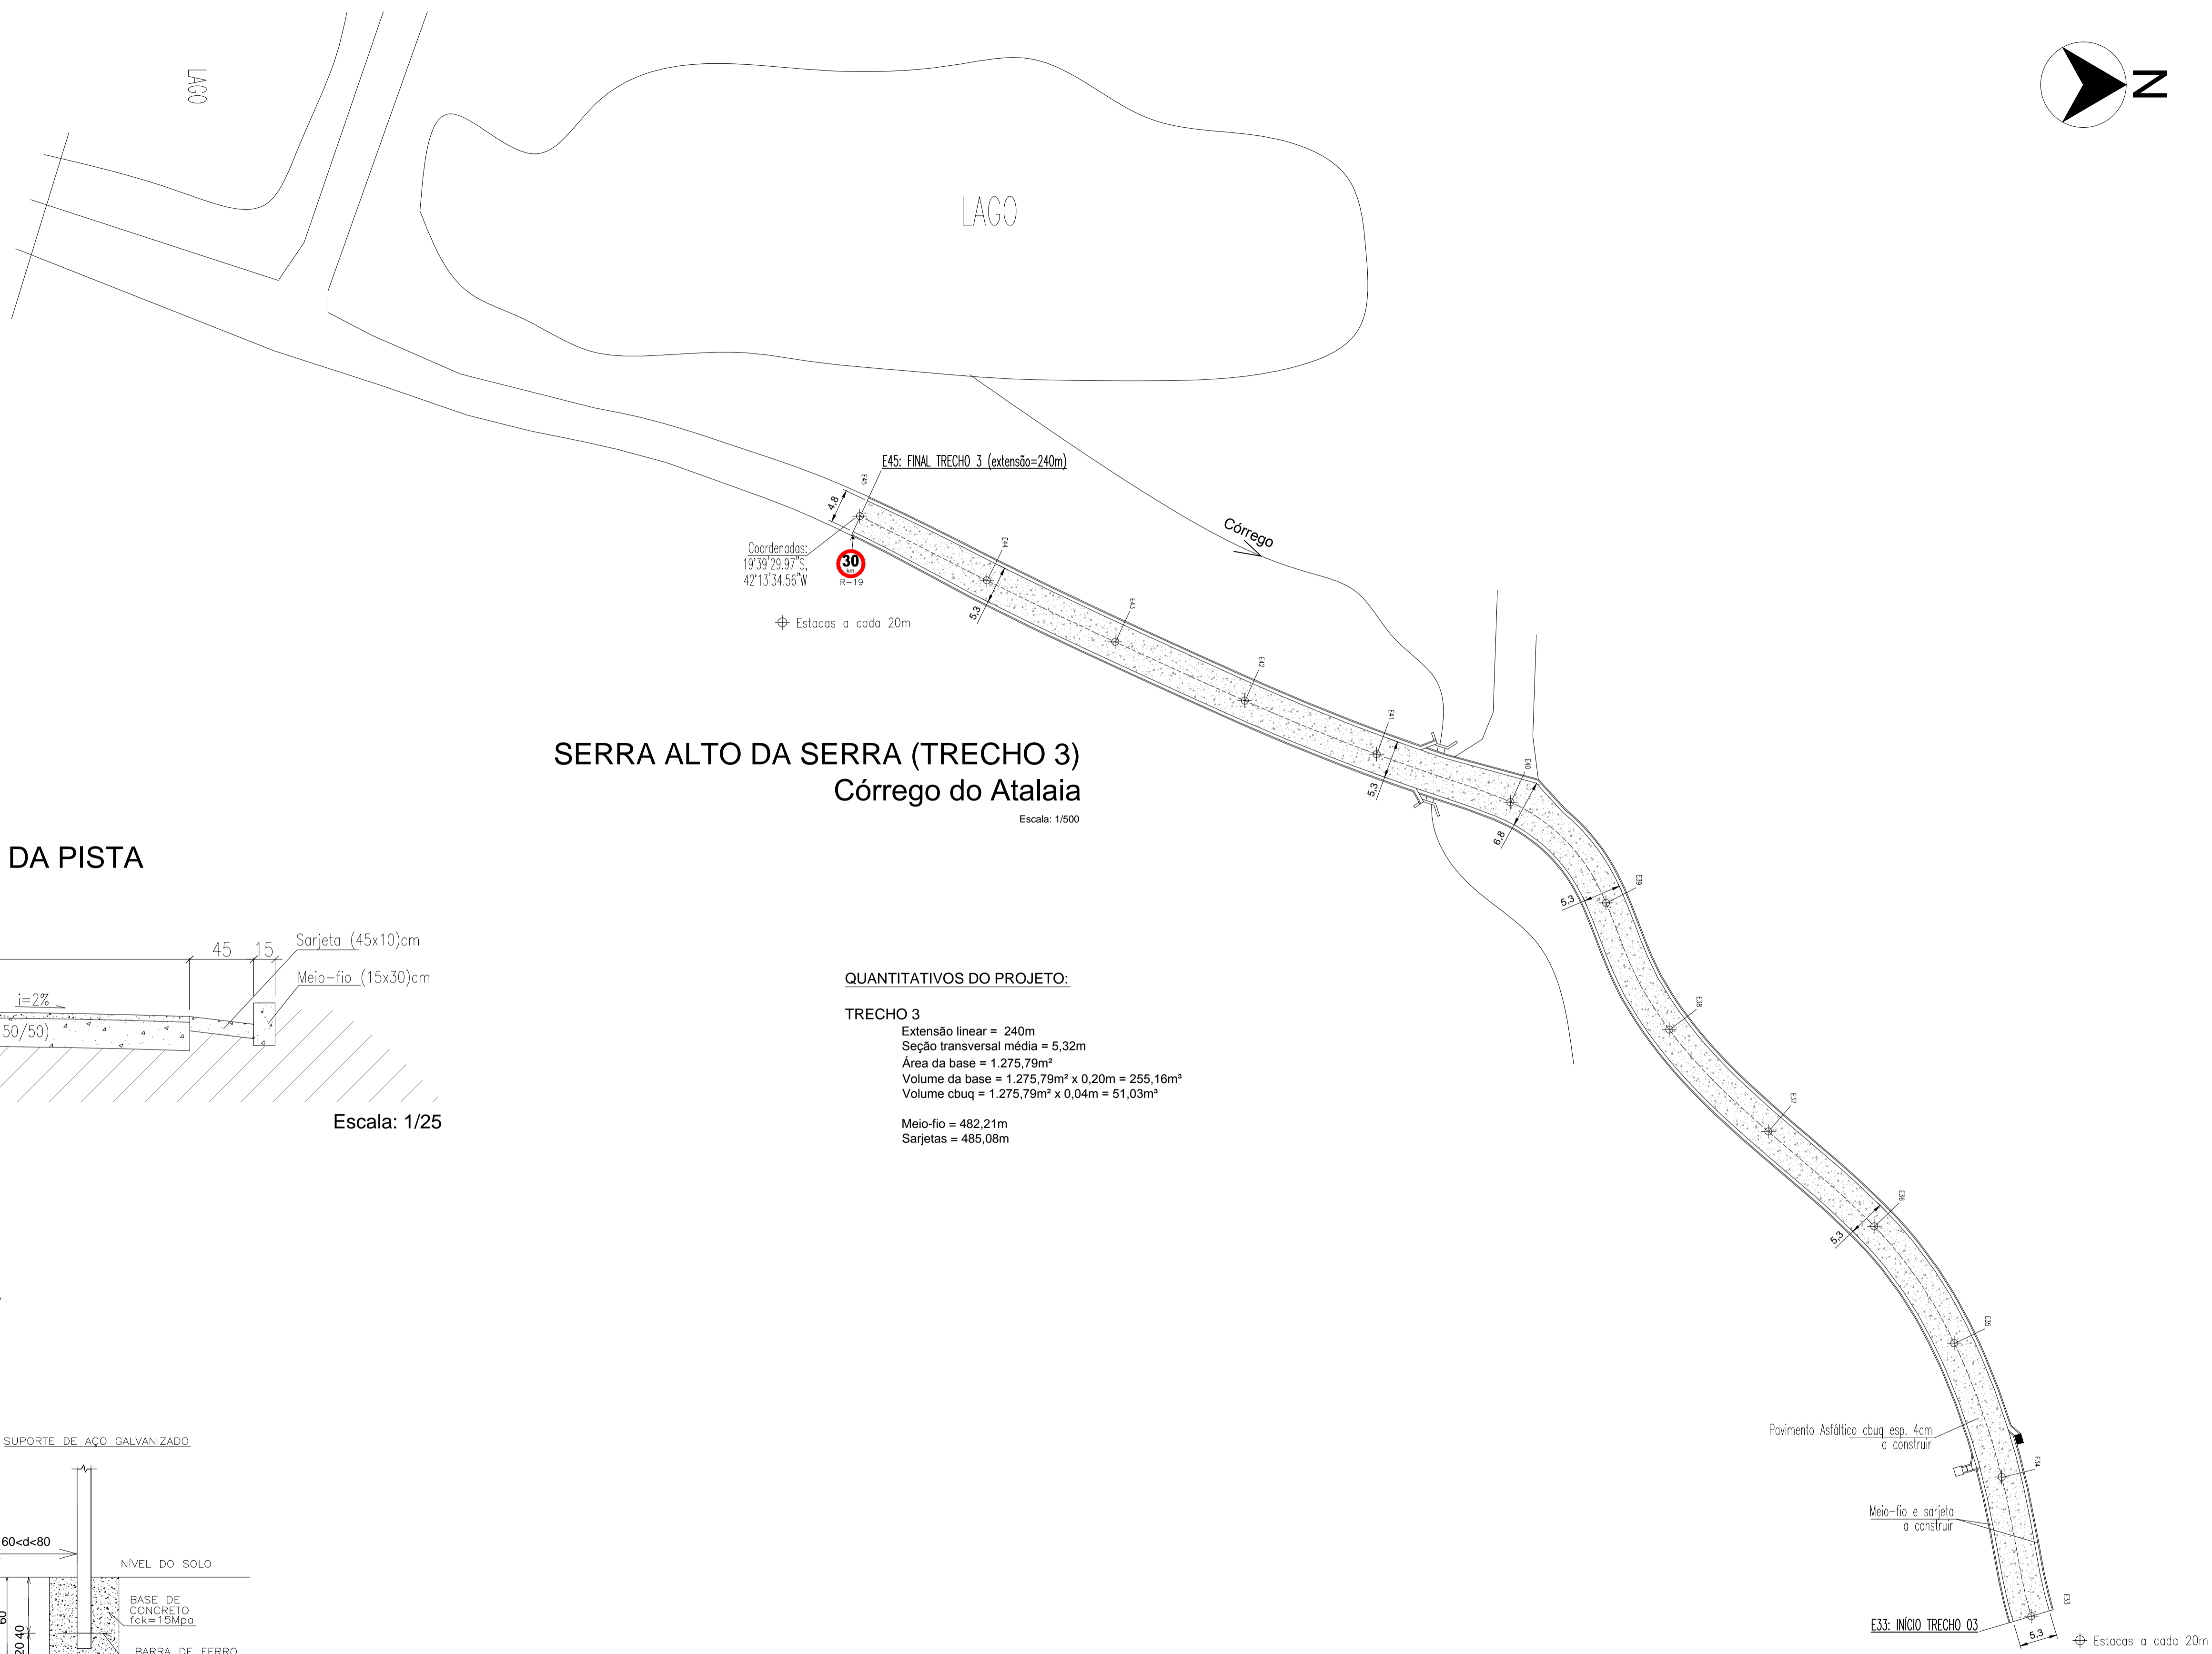 LAGO
N
LAGO
E45: FINAL TRECHO 3 (extensão=240m)
E45
4,8
Coordenadas:
19°39'29.97"S,
42°13'34.56"W
30
km
R-19
Estacas a cada 20m
E44
5,3
E43
E42
E41
5,3
Córrego
E40
6,8
E39
5,3
E38
E37
E36
5,3
E35
E34
E33
SERRA ALTO DA SERRA (TRECHO 3)
Córrego do Atalaia
Escala: 1/500
DA PISTA
45
15
Sarjeta (45x10)cm
Meio-fio (15x30)cm
i=2%
50/50)
Escala: 1/25
QUANTITATIVOS DO PROJETO:
TRECHO 3
Extensão linear = 240m
Seção transversal média = 5,32m
Área da base = 1.275,79m²
Volume da base = 1.275,79m² x 0,20m = 255,16m³
Volume cbuq = 1.275,79m² x 0,04m = 51,03m³
Meio-fio = 482,21m
Sarjetas = 485,08m
SUPORTE DE AÇO GALVANIZADO
60<d<80
NÍVEL DO SOLO
BASE DE
CONCRETO
fck=15Mpa
BARRA DE FERRO
60
40
20
Pavimento Asfáltico cbuq esp. 4cm
a construir
Meio-fio e sarjeta
a construir
E33: INÍCIO TRECHO 03
5,3
Estacas a cada 20m